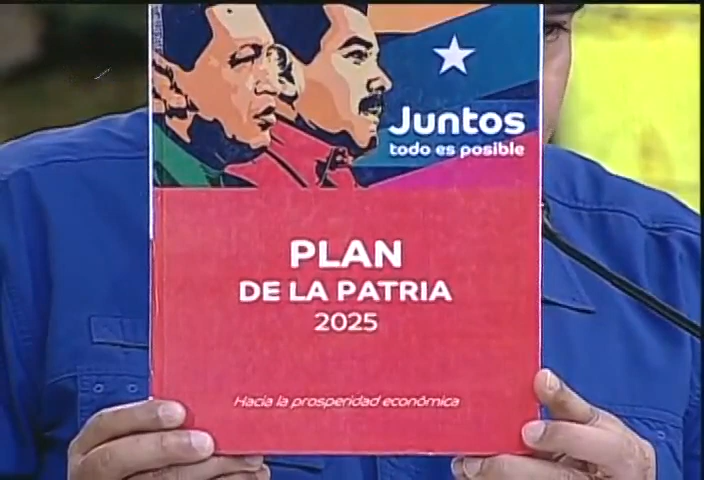 Juntos
todo es posible
PLAN
DE LA PATRIA
2025
Hacia la prosperidad económica